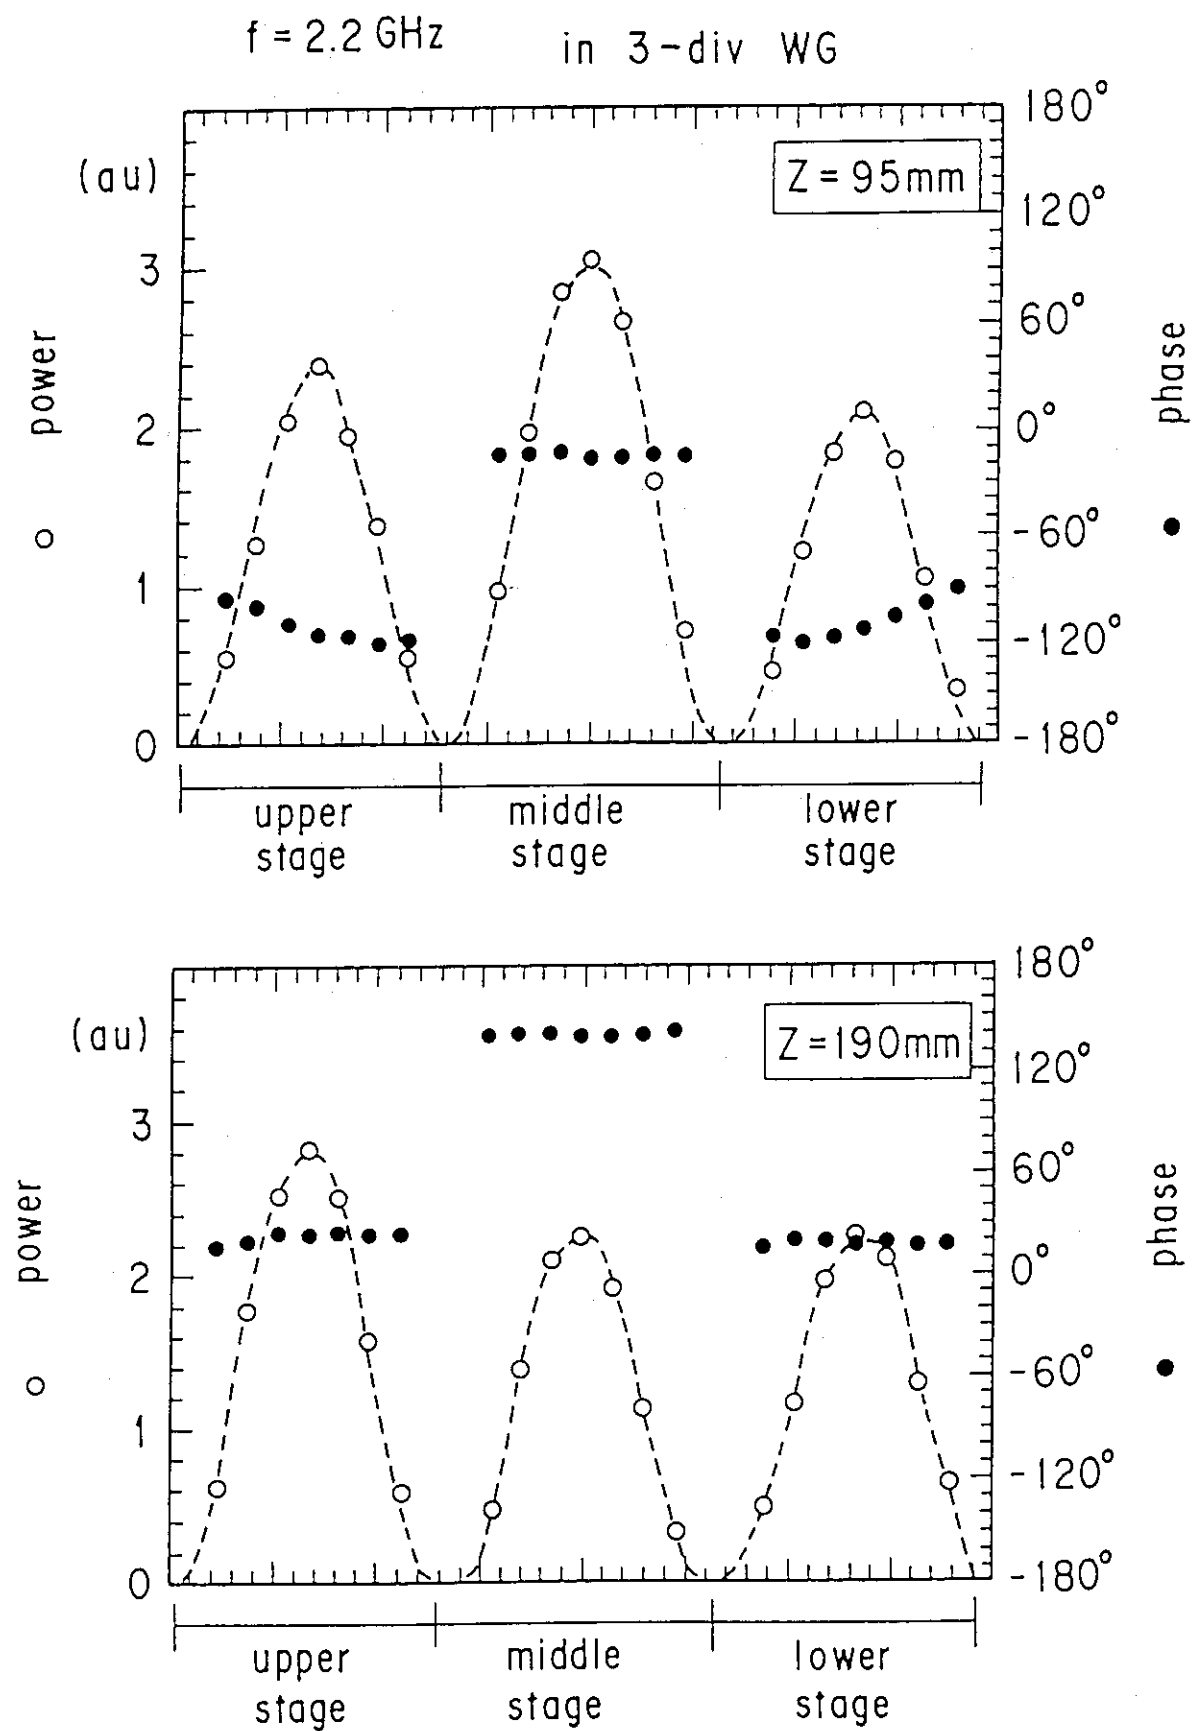 f = 2.2 GHz in 3-div WG
180°
(au)
Z = 95mm
120°
3
60°
power
phase
2
0°
-60°
1
-120°
0
-180°
upper stage
middle stage
lower stage
180°
(au)
Z = 190mm
120°
3
60°
power
phase
2
0°
-60°
1
-120°
0
-180°
upper stage
middle stage
lower stage